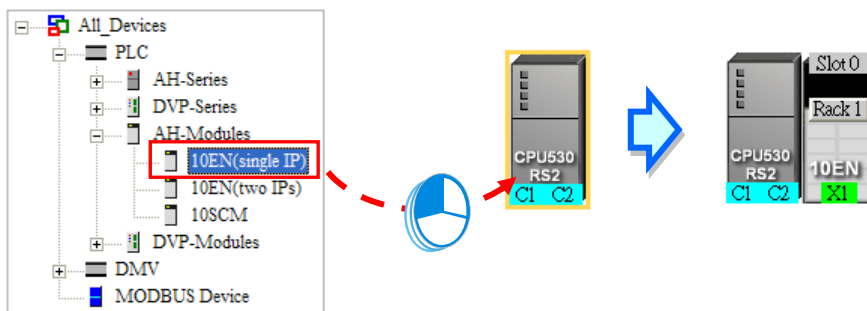 All_Devices
PLC
AH-Series
DVP-Series
AH-Modules
10EN(single IP)
10EN(two IPs)
10SCM
DVP-Modules
DMV
MODBUS Device
CPU530
RS2
C1 C2
Slot 0
Rack 1
CPU530
RS2
10EN
C1 C2
X1